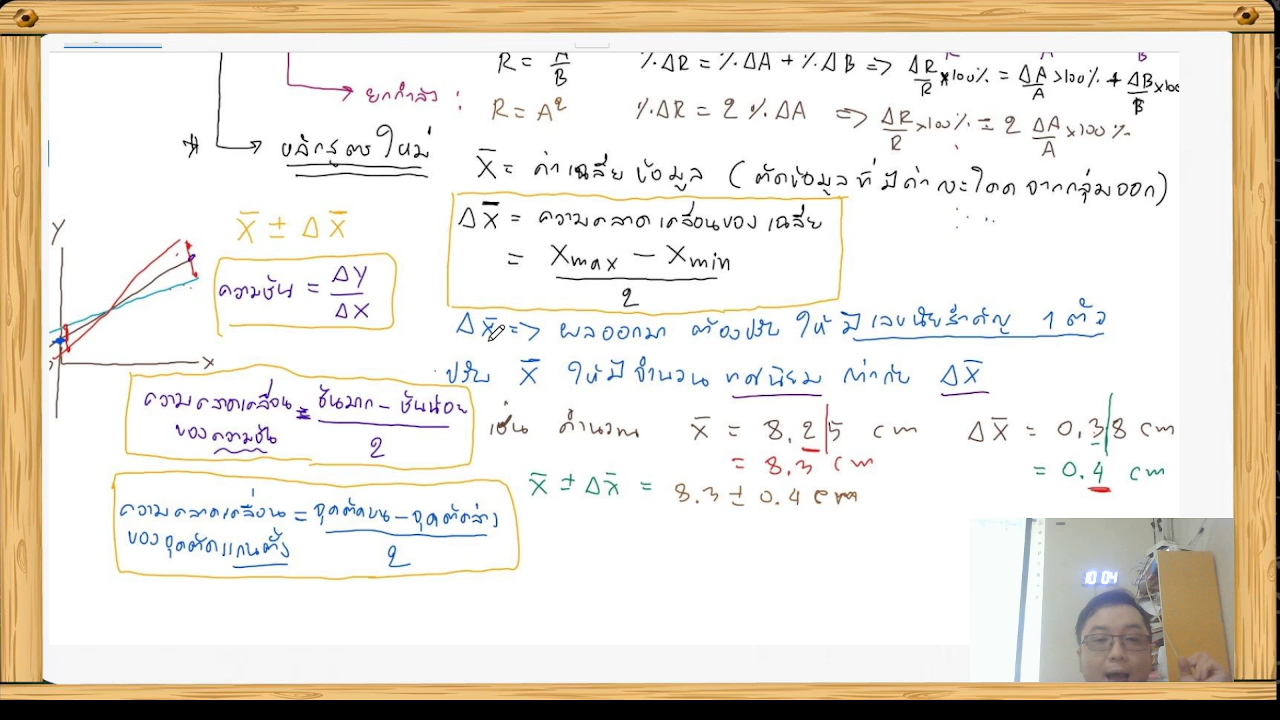 R = A/B %ΔR = %ΔA + %ΔB => ΔR/R x100% = ΔA/A x100% + ΔB/B x100
ยกกำลัง : R = A² %ΔR = 2 %ΔA => ΔR/R x100% = 2 ΔA/A x100%
* หลักสูตรใหม่
X̄ = ค่าเฉลี่ยข้อมูล (ตัดข้อมูลที่มีค่ากระโดดจากกลุ่มออก)
X̄ ± ΔX̄
ΔX̄ = ความคลาดเคลื่อนของเฉลี่ย
= Xmax - Xmin / 2
Y
X
ความชัน = ΔY/ΔX
ΔX̄ => ผลออกมา ต้องปรับ ให้ มีเลขนัยสำคัญ 1 ตัว
ปรับ X̄ ให้มีจำนวน ทศนิยม เท่ากับ ΔX̄
ความคลาดเคลื่อนของความชัน = ชันมาก - ชันน้อย / 2
เช่น คำนวณ X̄ = 8.25 cm ΔX̄ = 0.38 cm
= 8.3 cm = 0.4 cm
X̄ ± ΔX̄ = 8.3 ± 0.4 cm
ความคลาดเคลื่อนของจุดตัดแกนตั้ง = จุดตัดบน - จุดตัดล่าง / 2
10:04